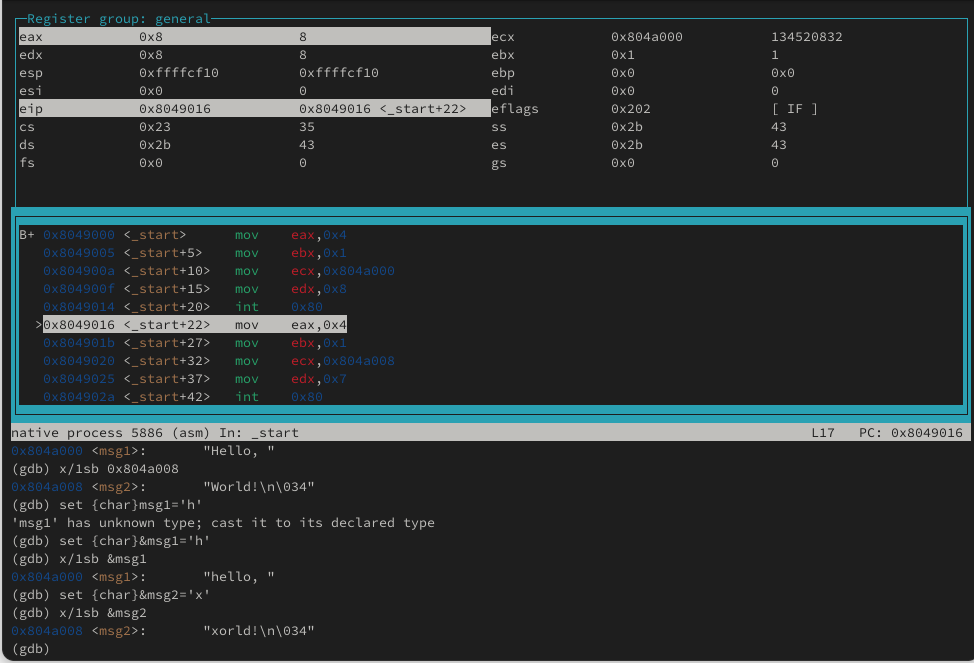 Register group: general
eax 0x8 8 ecx 0x804a000 134520832
edx 0x8 8 ebx 0x1 1
esp 0xffffcf10 0xffffcf10 ebp 0x0 0x0
esi 0x0 0 edi 0x0 0
eip 0x8049016 0x8049016 <_start+22> eflags 0x202 [ IF ]
cs 0x23 35 ss 0x2b 43
ds 0x2b 43 es 0x2b 43
fs 0x0 0 gs 0x0 0
B+ 0x8049000 <_start> mov eax,0x4
0x8049005 <_start+5> mov ebx,0x1
0x804900a <_start+10> mov ecx,0x804a000
0x804900f <_start+15> mov edx,0x8
0x8049014 <_start+20> int 0x80
>0x8049016 <_start+22> mov eax,0x4
0x804901b <_start+27> mov ebx,0x1
0x8049020 <_start+32> mov ecx,0x804a008
0x8049025 <_start+37> mov edx,0x7
0x804902a <_start+42> int 0x80
native process 5886 (asm) In: _start L17 PC: 0x8049016
0x804a000 <msg1>: "Hello, "
(gdb) x/1sb 0x804a008
0x804a008 <msg2>: "World!\n\034"
(gdb) set {char}msg1='h'
'msg1' has unknown type; cast it to its declared type
(gdb) set {char}&msg1='h'
(gdb) x/1sb &msg1
0x804a000 <msg1>: "hello, "
(gdb) set {char}&msg2='x'
(gdb) x/1sb &msg2
0x804a008 <msg2>: "xorld!\n\034"
(gdb)